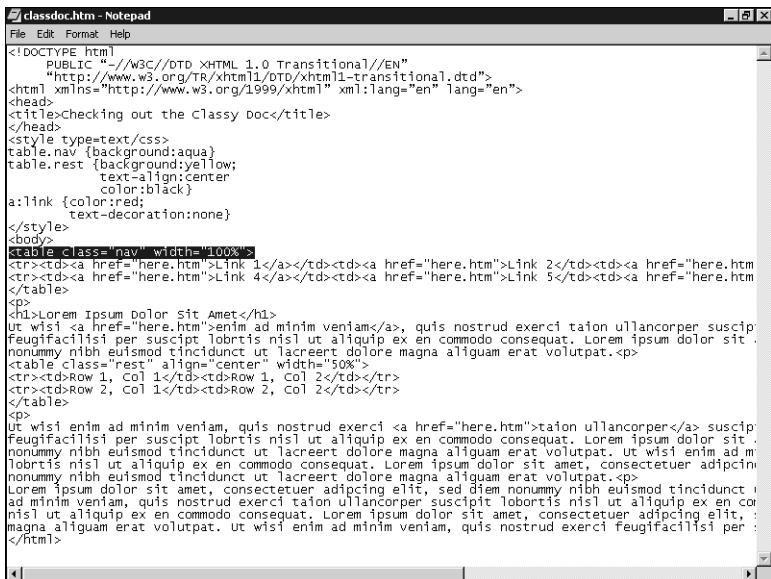 classdoc.htm - Notepad
File Edit Format Help
<!DOCTYPE html
PUBLIC "-//W3C//DTD XHTML 1.0 Transitional//EN"
"http://www.w3.org/TR/xhtml1/DTD/xhtml1-transitional.dtd">
<html xmlns="http://www.w3.org/1999/xhtml" xml:lang="en" lang="en">
<head>
<title>Checking out the Classy Doc</title>
</head>
<style type=text/css>
table.nav {background:aqua}
table.rest {background:yellow;
text-align:center
color:black}
a:link {color:red;
text-decoration:none}
</style>
<body>
<table class="nav" width="100%">
<tr><td><a href="here.htm">Link 1</a></td><td><a href="here.htm">Link 2</td><td><a href="here.htm
<tr><td><a href="here.htm">Link 4</a></td><td><a href="here.htm">Link 5</td><td><a href="here.htm
</table>
<p>
<h1>Lorem Ipsum Dolor Sit Amet</h1>
Ut wisi <a href="here.htm">enim ad minim veniam</a>, quis nostrud exerci taion ullancorper suscip
feugifacilisi per suscipt lobrtis nisl ut aliquip ex en commodo consequat. Lorem ipsum dolor sit
nonummy nibh euismod tincidunt ut lacreert dolore magna aliguam erat volutpat.<p>
<table class="rest" align="center" width="50%">
<tr><td>Row 1, Col 1</td><td>Row 1, Col 2</td></tr>
<tr><td>Row 2, Col 1</td><td>Row 2, Col 2</td></tr>
</table>
<p>
Ut wisi enim ad minim veniam, quis nostrud exerci <a href="here.htm">taion ullancorper</a> suscip
feugifacilisi per suscipt lobrtis nisl ut aliquip ex en commodo consequat. Lorem ipsum dolor sit
nonummy nibh euismod tincidunt ut lacreert dolore magna aliguam erat volutpat. Ut wisi enim ad m
lobrtis nisl ut aliquip ex en commodo consequat. Lorem ipsum dolor sit amet, consectetuer adipcin
nonummy nibh euismod tincidunt ut lacreert dolore magna aliguam erat volutpat.<p>
Lorem ipsum dolor sit amet, consectetuer adipcing elit, sed diem nonummy nibh euismod tincidunt
ad minim veniam, quis nostrud exerci taion ullancorper suscipit lobortis nisl ut aliquip ex en com
nisl ut aliquip ex en commodo consequat. Lorem ipsum dolor sit amet, consectetuer adipcing elit,
magna aliguam erat volutpat. Ut wisi enim ad minim veniam, quis nostrud exerci feugifacilisi per
</html>